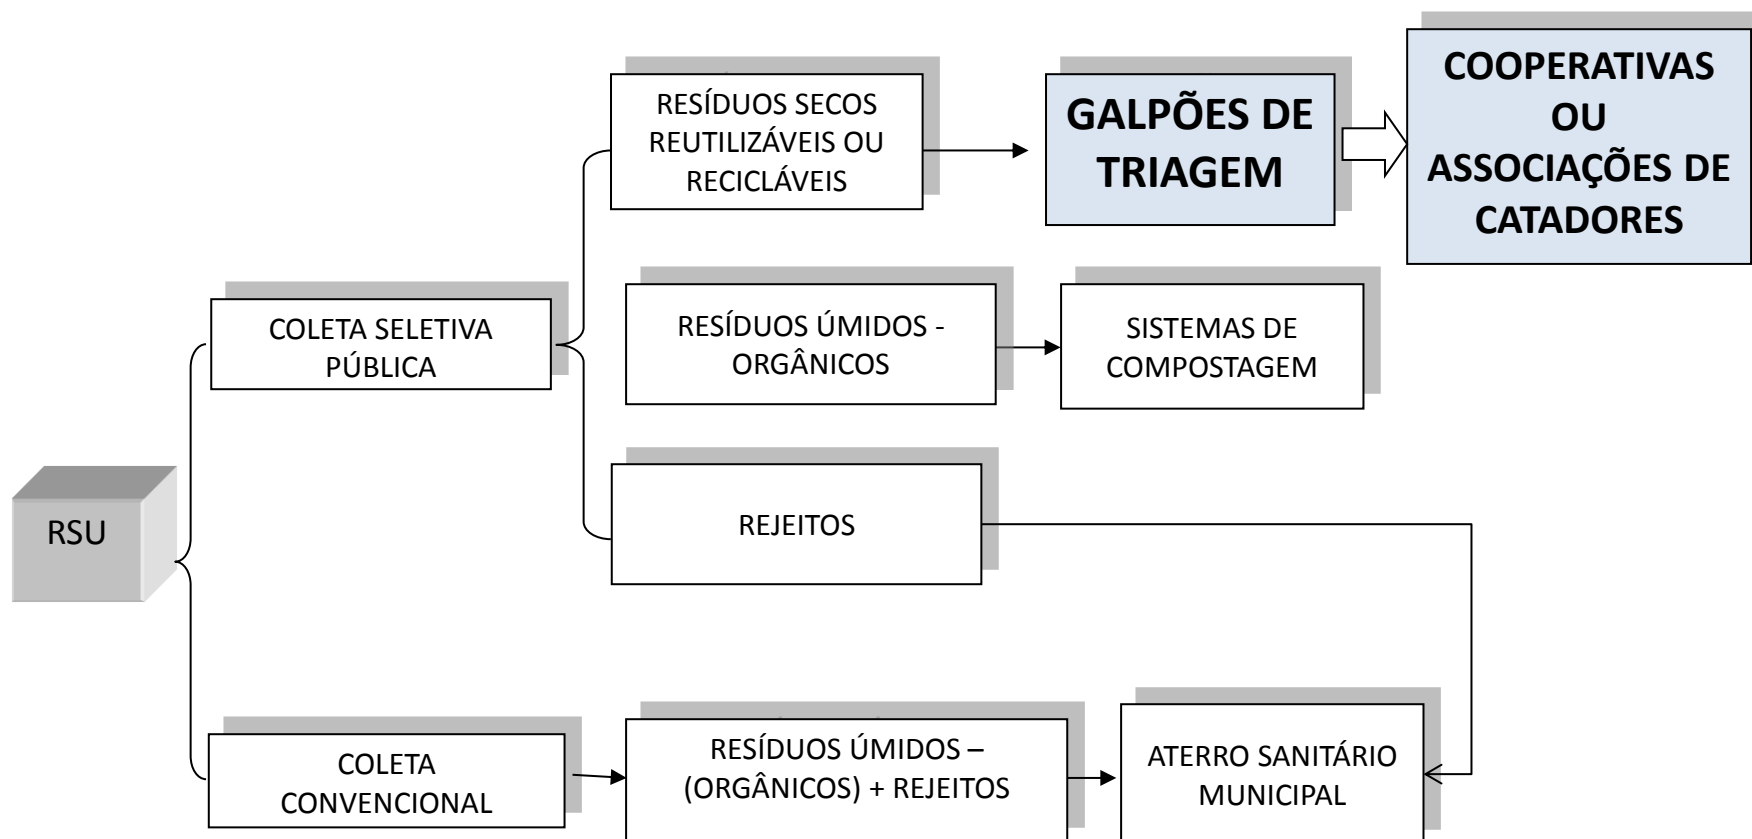 RESÍDUOS SECOS
REUTILIZÁVEIS OU
RECICLÁVEIS
GALPÕES DE
TRIAGEM
COOPERATIVAS
OU
ASSOCIAÇÕES DE
CATADORES
COLETA SELETIVA
PÚBLICA
RESÍDUOS ÚMIDOS -
ORGÂNICOS
SISTEMAS DE
COMPOSTAGEM
RSU
REJEITOS
COLETA
CONVENCIONAL
RESÍDUOS ÚMIDOS –
(ORGÂNICOS) + REJEITOS
ATERRO SANITÁRIO
MUNICIPAL